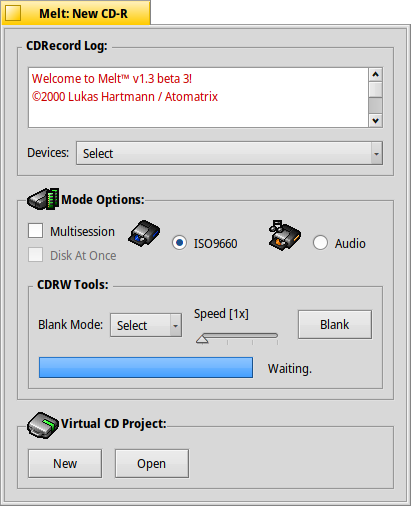 Melt: New CD-R
CDRecord Log:
Welcome to Melt™ v1.3 beta 3!
©2000 Lukas Hartmann / Atomatrix
Devices: Select
Mode Options:
Multisession
ISO9660
Audio
Disk At Once
CDRW Tools:
Speed [1x]
Blank Mode: Select
Blank
Waiting.
Virtual CD Project:
New
Open